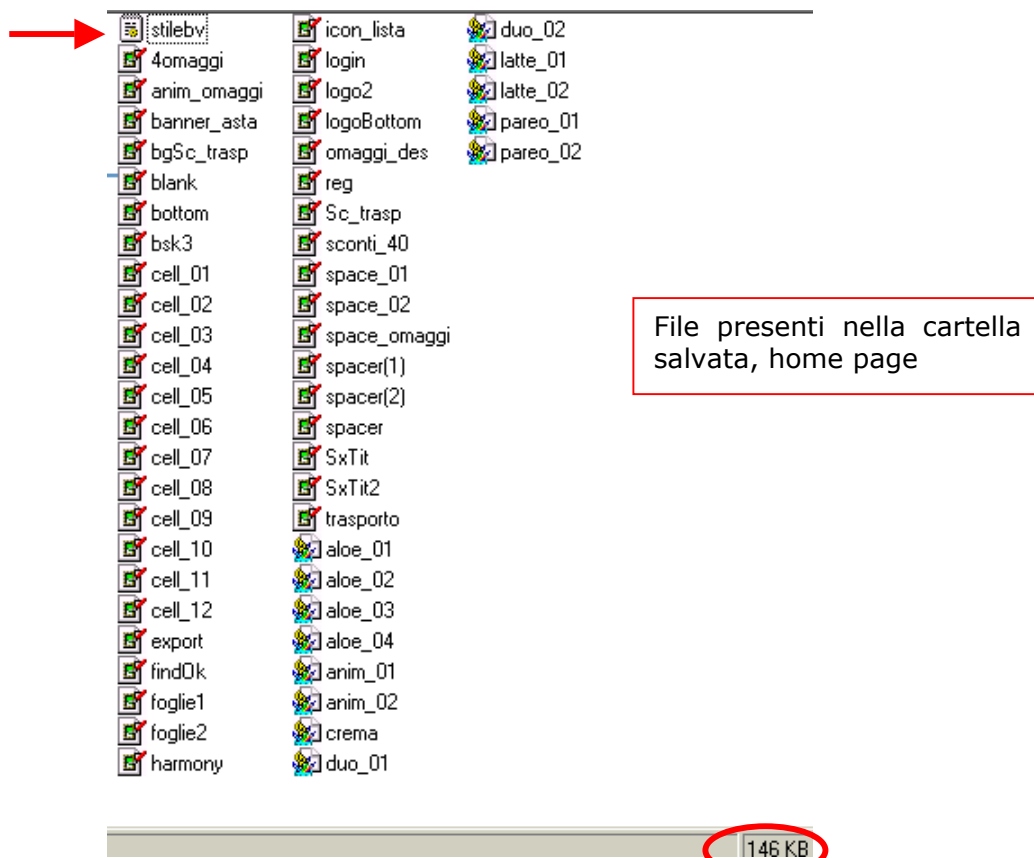 stilebv
4omaggi
anim_omaggi
banner_asta
bgSc_trasp
blank
bottom
bsk3
cell_01
cell_02
cell_03
cell_04
cell_05
cell_06
cell_07
cell_08
cell_09
cell_10
cell_11
cell_12
export
findOk
foglie1
foglie2
harmony
icon_lista
login
logo2
logoBottom
omaggi_des
reg
Sc_trasp
sconti_40
space_01
space_02
space_omaggi
spacer(1)
spacer(2)
spacer
SxTit
SxTit2
trasporto
aloe_01
aloe_02
aloe_03
aloe_04
anim_01
anim_02
crema
duo_01
duo_02
latte_01
latte_02
pareo_01
pareo_02
File presenti nella cartella
salvata, home page
146 KB